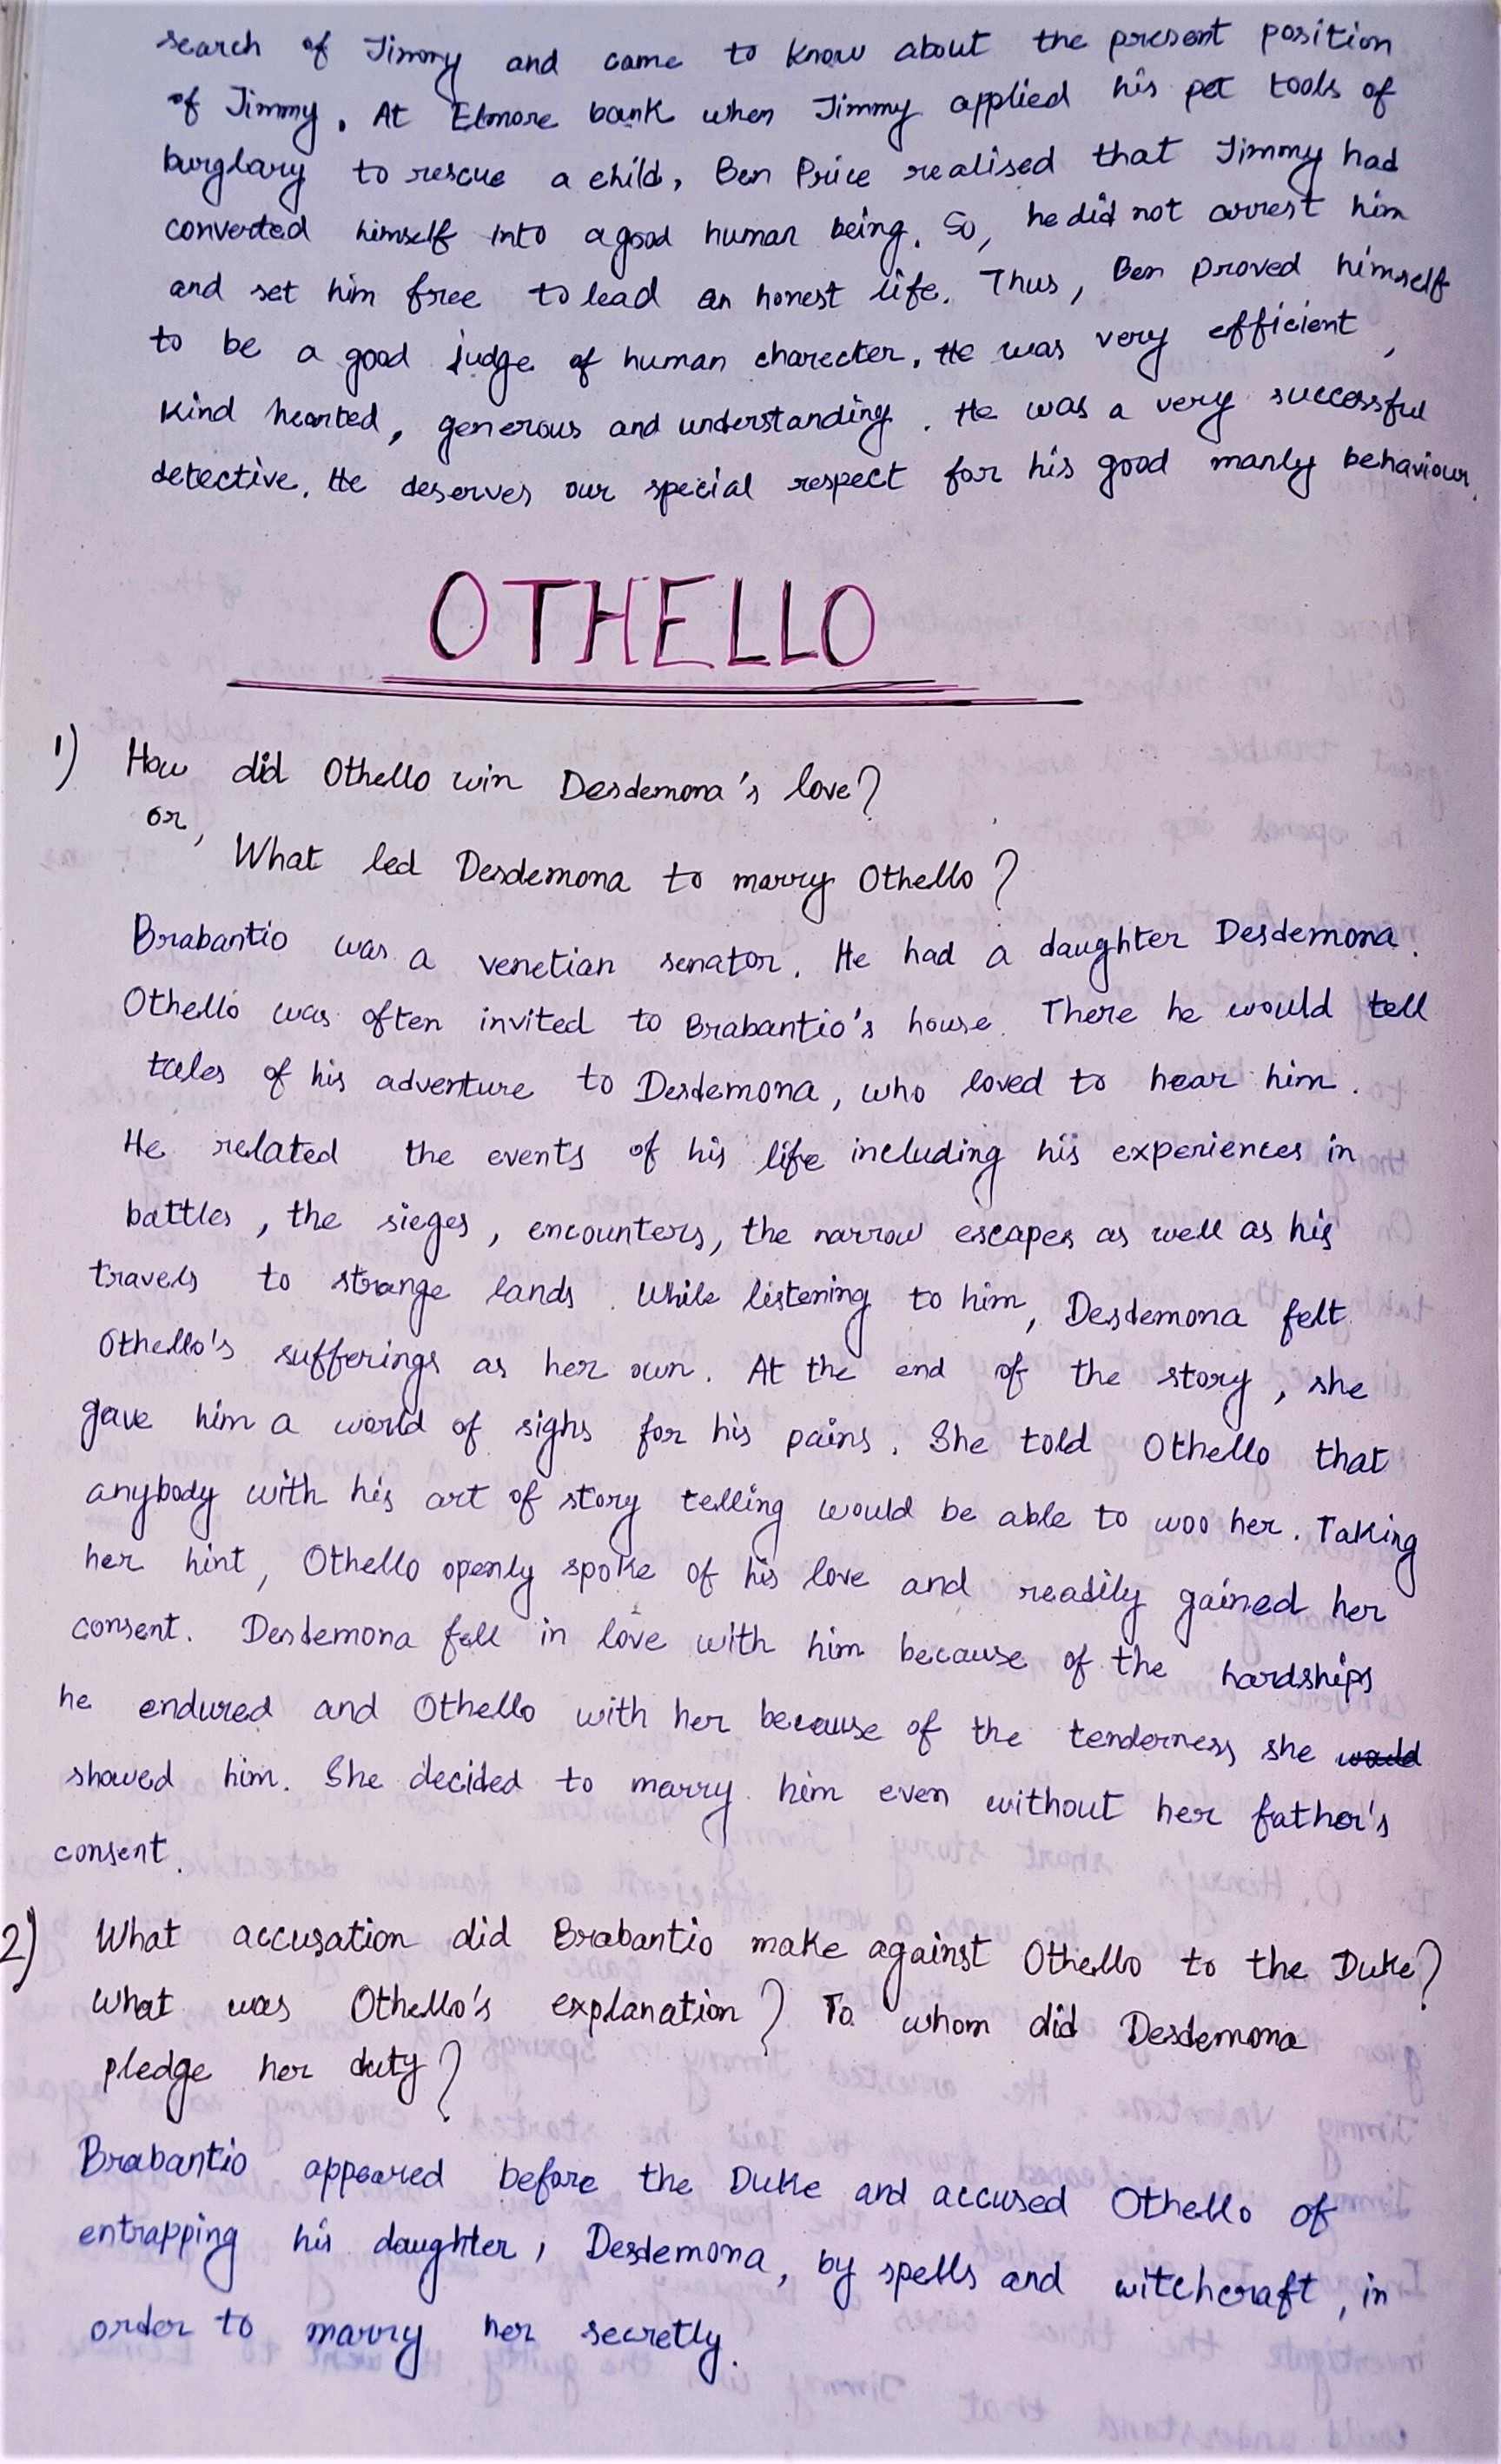 search of Jimmy and came to know about the present position
of Jimmy. At Elmore bank when Jimmy applied his pet tools of
burglary to rescue a child, Ben Price realised that Jimmy had
converted himself into a good human being. So, he did not arrest him
and set him free to lead an honest life. Thus, Ben proved himself
to be a good judge of human charecter. He was very efficient,
kind hearted, generous and understanding. He was a very successful
detective. He deserves our special respect for his good manly behaviour.
OTHELLO
1) How did Othello win Desdemona's love?
or,
What led Desdemona to marry Othello?
Brabantio was a venetian senator. He had a daughter Desdemona.
Othello was often invited to Brabantio's house. There he would tell
tales of his adventure to Desdemona, who loved to hear him.
He related the events of his life including his experiences in
battles, the sieges, encounters, the narrow escapes as well as his
travels to strange lands. While listening to him, Desdemona felt
Othello's sufferings as her own. At the end of the story, she
gave him a world of sighs for his pains. She told Othello that
anybody with his art of story telling would be able to woo her. Taking
her hint, Othello openly spoke of his love and readily gained her
consent. Desdemona fell in love with him because of the hardships
he endured and Othello with her because of the tenderness she would
showed him. She decided to marry him even without her father's
consent.
2) What accusation did Brabantio make against Othello to the Duke?
What was Othello's explanation? To whom did Desdemona
pledge her duty?
Brabantio appeared before the Duke and accused Othello of
entrapping his daughter, Desdemona, by spells and witchcraft, in
order to marry her secretly.